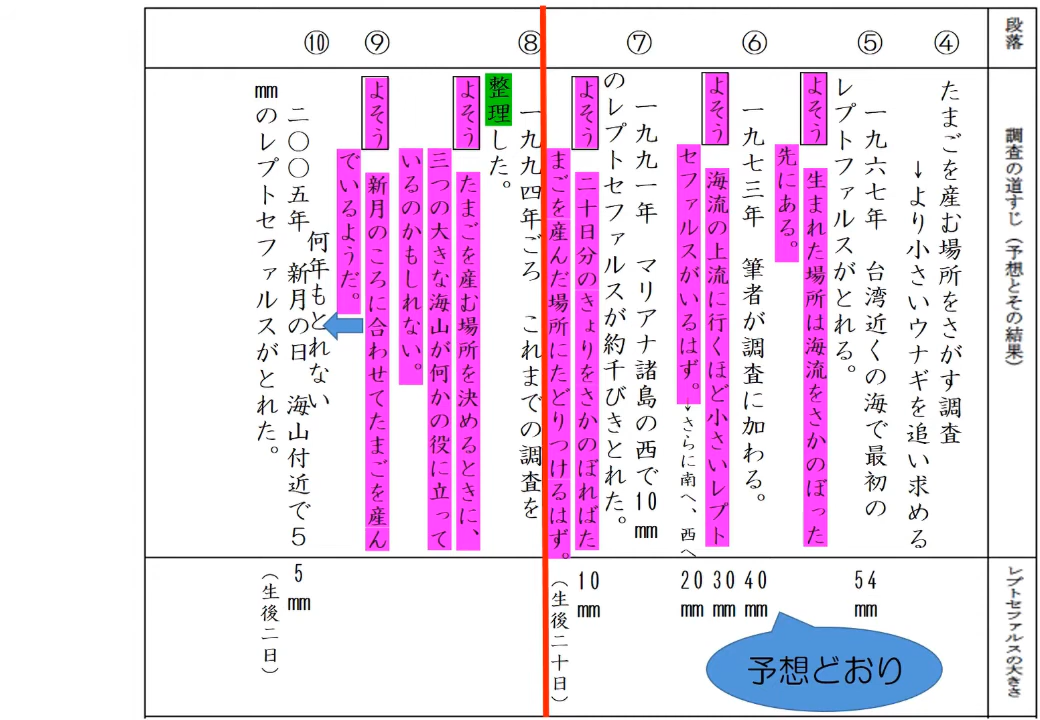 段落
調査の道すじ（予想とその結果）
レプトセファルスの大きさ
④
たまごを産む場所をさがす調査
↓より小さいウナギを追い求める
⑤
一九六七年　台湾近くの海で最初の
レプトファルスがとれる。
54
mm
よそう　生まれた場所は海流をさかのぼった
先にある。
⑥
一九七三年　筆者が調査に加わる。
40
mm
よそう　海流の上流に行くほど小さいレプト
30
mm
セファルスがいるはず。↓さらに南へ、西へ
20
mm
予想どおり
⑦
一九九一年　マリアナ諸島の西で10mm
のレプトセファルスが約千びきとれた。
よそう　二十日分のきょりをさかのぼればた
10
mm
まごを産んだ場所にたどりつけるはず。
（生後二十日）
⑧
一九九四年ごろ　これまでの調査を
整理した。
よそう　たまごを産む場所を決めるときに、
三つの大きな海山が何かの役に立って
いるのかもしれない。
⑨
よそう　新月のころに合わせてたまごを産ん
でいるようだ。
何年もとれない
⑩
二〇〇五年　新月の日　海山付近で５
mmのレプトセファルスがとれた。
5
mm
（生後二日）